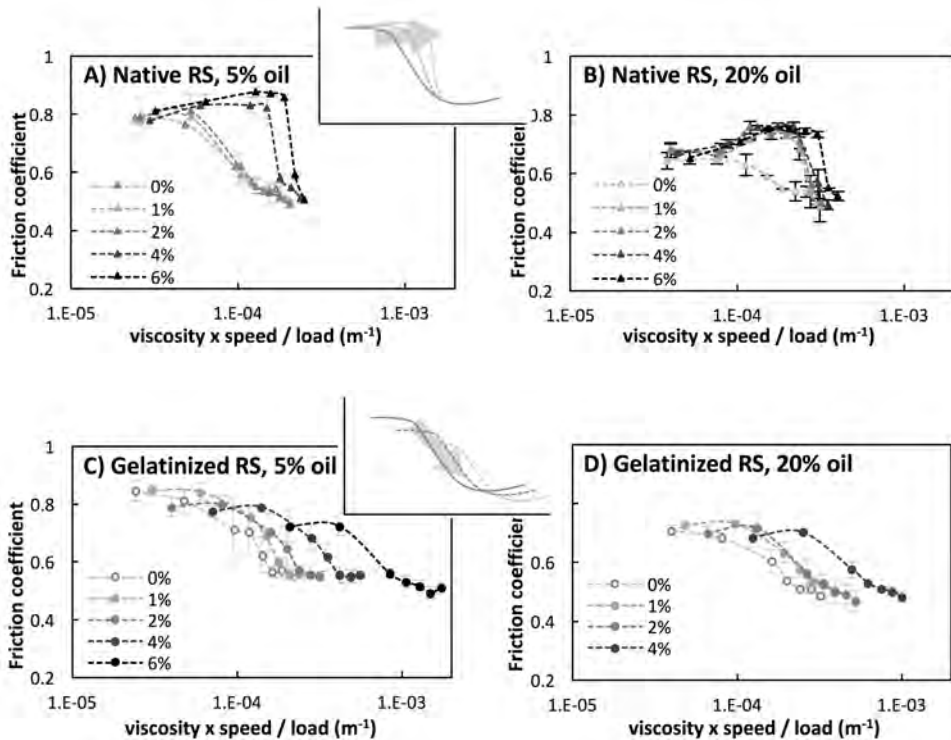 A) Native RS, 5% oil
1
0.8
0.6
0.4
0.2
Friction coefficient
0%
1%
2%
4%
6%
1.E-05
1.E-04
1.E-03
viscosity x speed / load (m⁻¹)
B) Native RS, 20% oil
1
0.8
0.6
0.4
0.2
Friction coefficient
0%
1%
2%
4%
6%
1.E-05
1.E-04
1.E-03
viscosity x speed / load (m⁻¹)
C) Gelatinized RS, 5% oil
1
0.8
0.6
0.4
0.2
Friction coefficient
0%
1%
2%
4%
6%
1.E-05
1.E-04
1.E-03
viscosity x speed / load (m⁻¹)
D) Gelatinized RS, 20% oil
1
0.6
0.2
Friction coefficient
0%
1%
2%
4%
1.E-05
1.E-04
1.E-03
viscosity x speed / load (m⁻¹)